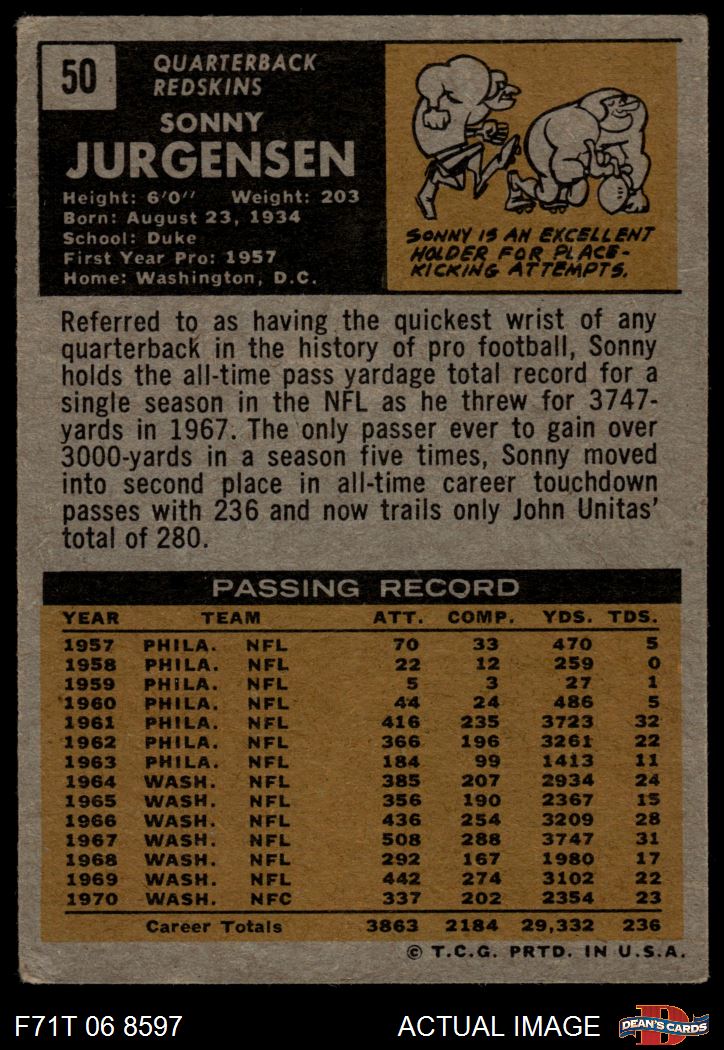 50
QUARTERBACK
REDSKINS
SONNY
JURGENSEN
Height: 6'0" Weight: 203
Born: August 23, 1934
School: Duke
First Year Pro: 1957
Home: Washington, D.C.
SONNY IS AN EXCELLENT
HOLDER FOR PLACE-
KICKING ATTEMPTS.
Referred to as having the quickest wrist of any
quarterback in the history of pro football, Sonny
holds the all-time pass yardage total record for a
single season in the NFL as he threw for 3747-
yards in 1967. The only passer ever to gain over
3000-yards in a season five times, Sonny moved
into second place in all-time career touchdown
passes with 236 and now trails only John Unitas'
total of 280.
PASSING RECORD
YEAR TEAM ATT. COMP. YDS. TDS.
1957 PHILA. NFL 70 33 470 5
1958 PHILA. NFL 22 12 259 0
1959 PHILA. NFL 5 3 27 1
1960 PHILA. NFL 44 24 486 5
1961 PHILA. NFL 416 235 3723 32
1962 PHILA. NFL 366 196 3261 22
1963 PHILA. NFL 184 99 1413 11
1964 WASH. NFL 385 207 2934 24
1965 WASH. NFL 356 190 2367 15
1966 WASH. NFL 436 254 3209 28
1967 WASH. NFL 508 288 3747 31
1968 WASH. NFL 292 167 1980 17
1969 WASH. NFL 442 274 3102 22
1970 WASH. NFC 337 202 2354 23
Career Totals 3863 2184 29,332 236
© T.C.G. PRTD. IN U.S.A.
F71T 06 8597 ACTUAL IMAGE D DEAN'S CARDS